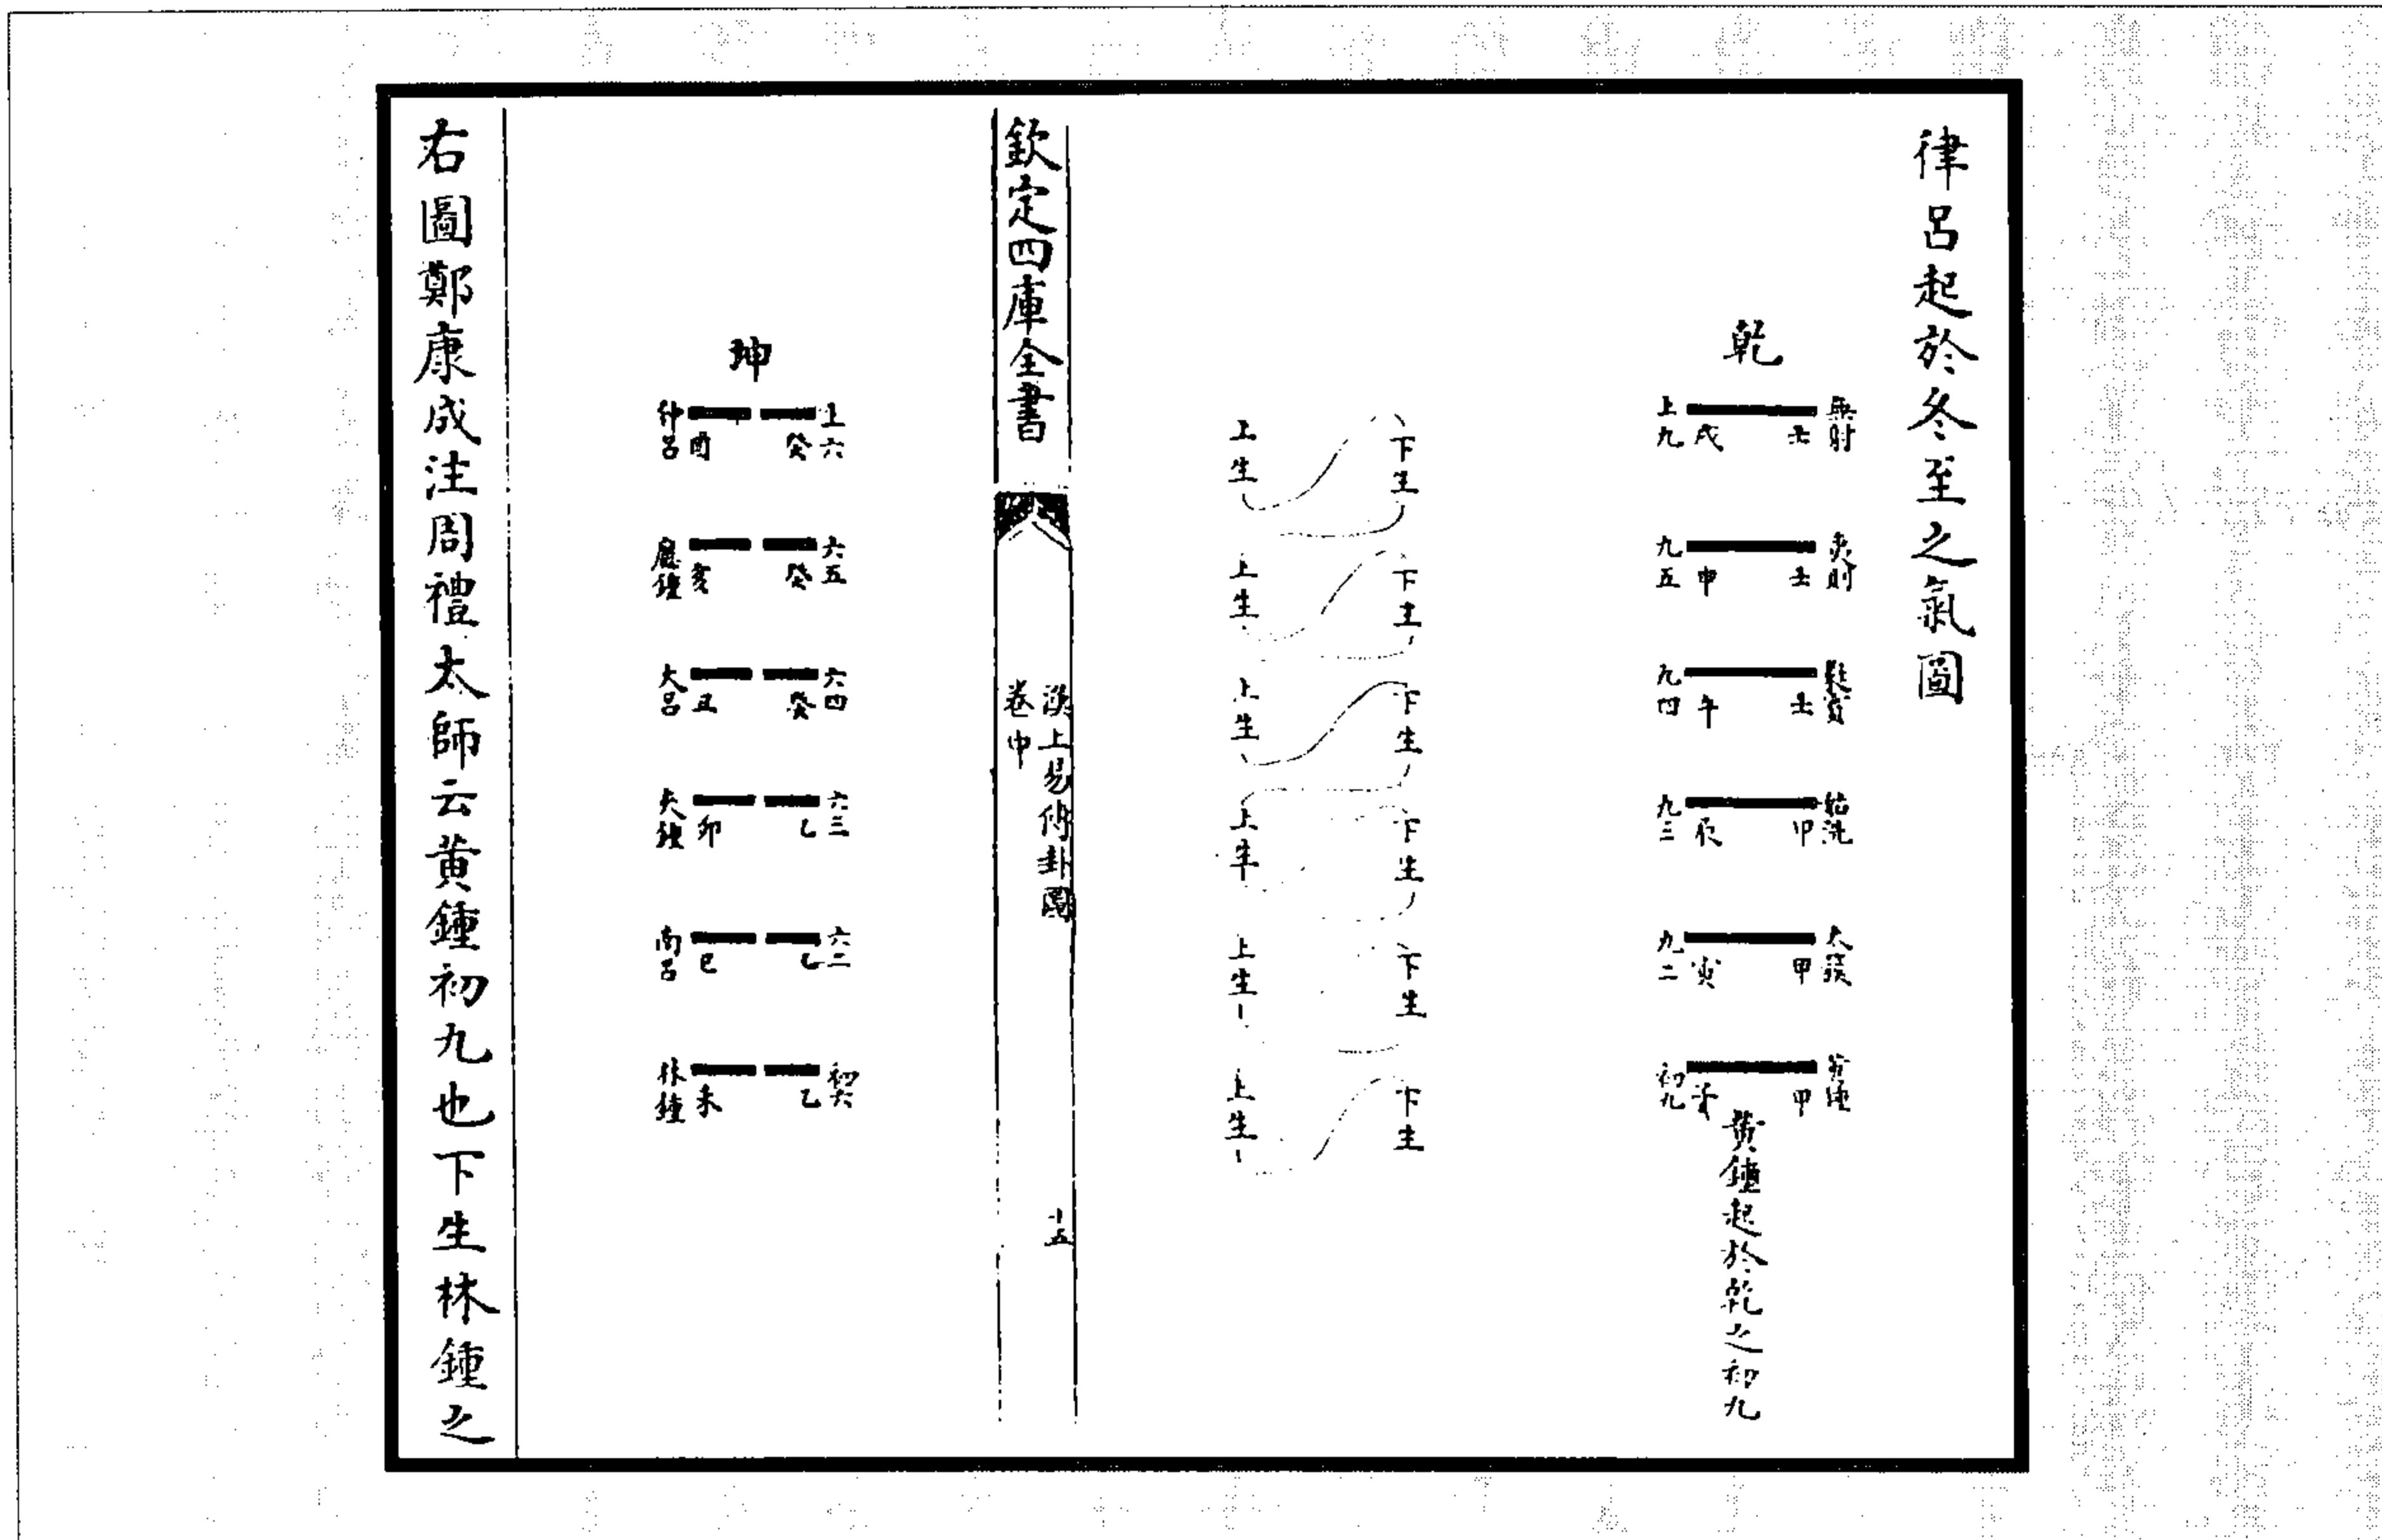 律呂起於冬至之氣圖
乾
無射
壬
戌
上九
夷則
壬
申
九五
蕤賓
壬
午
九四
姑洗
甲
辰
九三
太蔟
甲
寅
九二
黃鍾
甲
子
初九
黃鐘起於乾之初九
下生
下生
下生
下生
下生
下生
上生
上生
上生
上生
上生
上生
欽定四庫全書
漢上易傳卦圖
卷中
十五
坤
上六
癸
酉
仲呂
六五
癸
亥
應鐘
六四
癸
丑
大呂
六三
乙
卯
夾鐘
六二
乙
巳
南呂
初六
乙
未
林鐘
右圖鄭康成注周禮太師云黃鍾初九也下生林鍾之